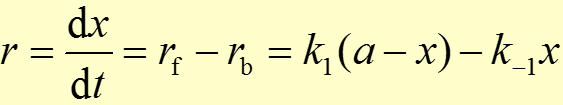 r = dx/dt = r_f − r_b = k_1(a − x) − k_{−1}x